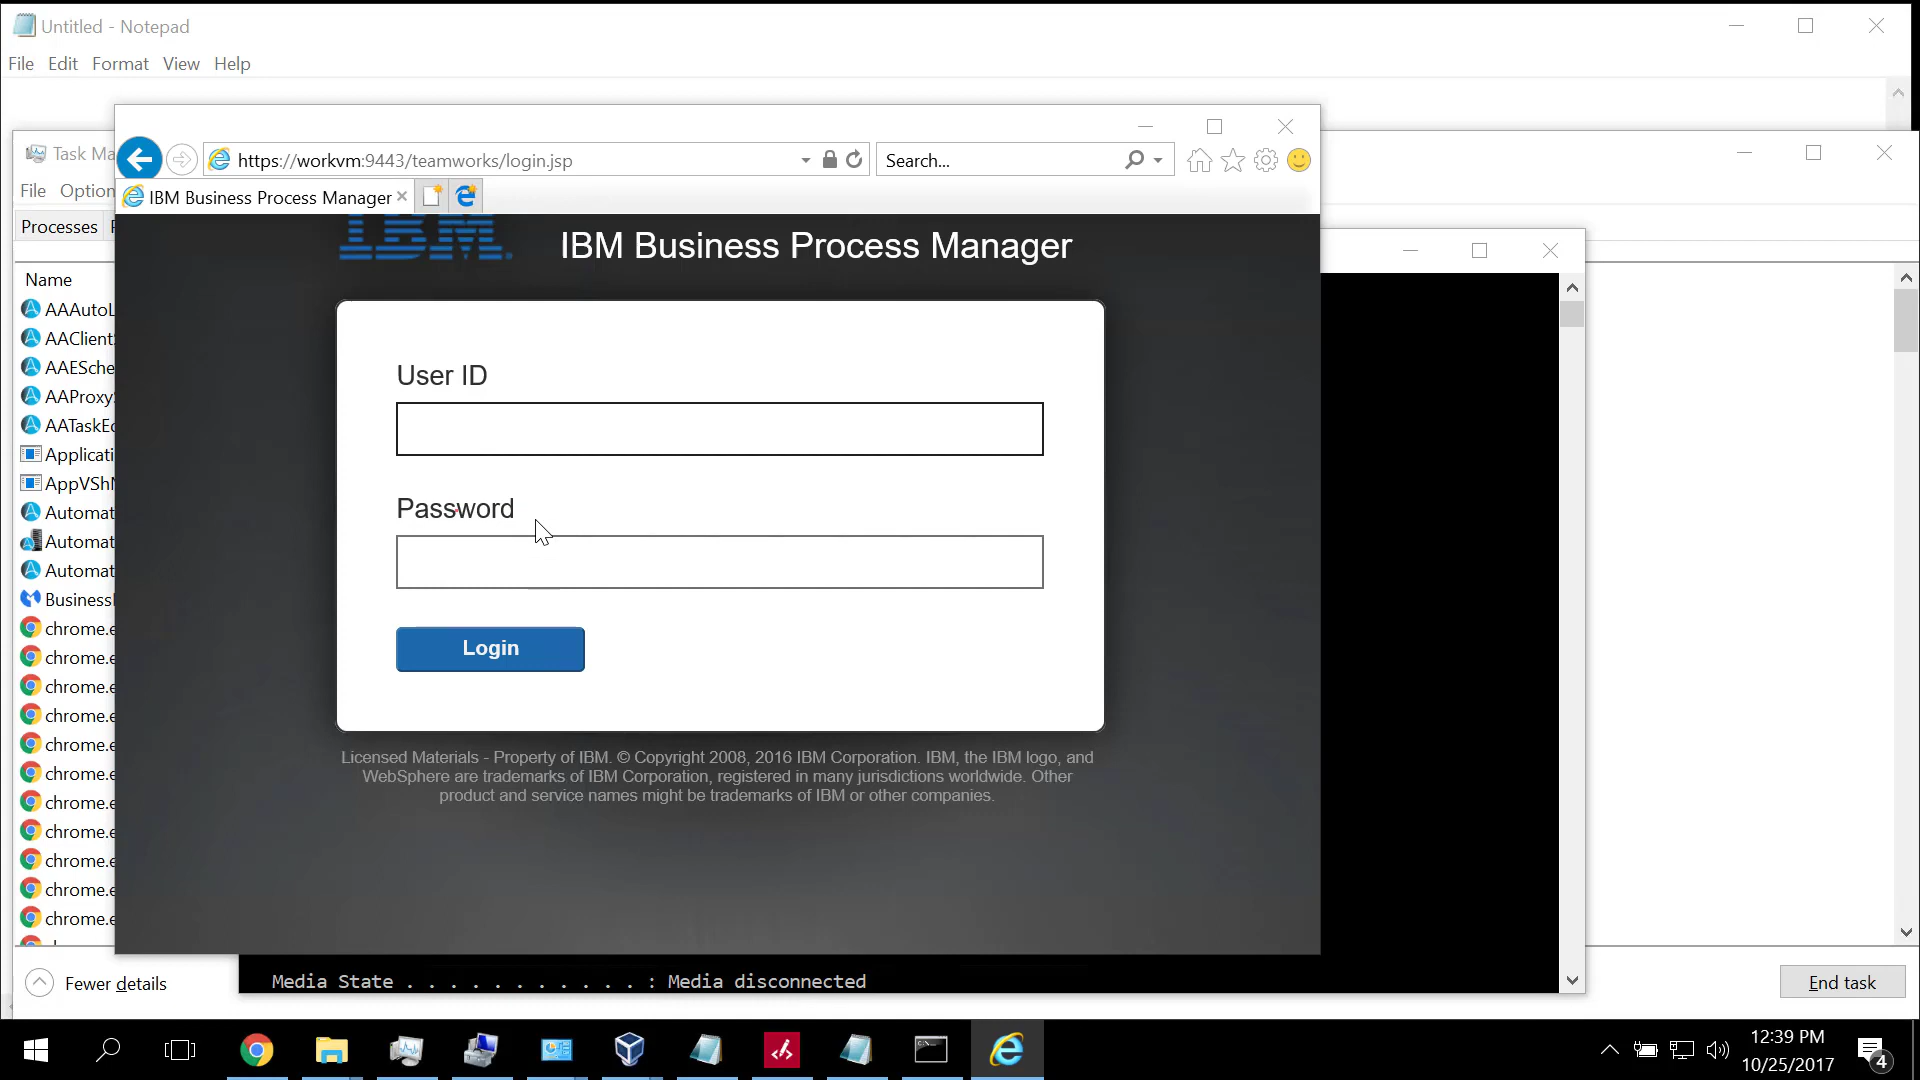 Untitled - Notepad
File Edit Format View Help
Task Ma
File Option
Processes
Name
AAAutoL
AAClient
AAESche
AAProxy
AATaskEd
Applicati
AppVSh
Automat
Automat
Automat
Business
chrome.e
chrome.e
chrome.e
chrome.e
chrome.e
chrome.e
chrome.e
chrome.e
chrome.e
chrome.e
chrome.e
Fewer details
End task
https://workvm:9443/teamworks/login.jsp
Search...
IBM Business Process Manager
IBM
IBM Business Process Manager
User ID
Password
Login
Licensed Materials - Property of IBM. © Copyright 2008, 2016 IBM Corporation. IBM, the IBM logo, and
WebSphere are trademarks of IBM Corporation, registered in many jurisdictions worldwide. Other
product and service names might be trademarks of IBM or other companies.
Media State . . . . . . . . . . . : Media disconnected
12:39 PM
10/25/2017
4